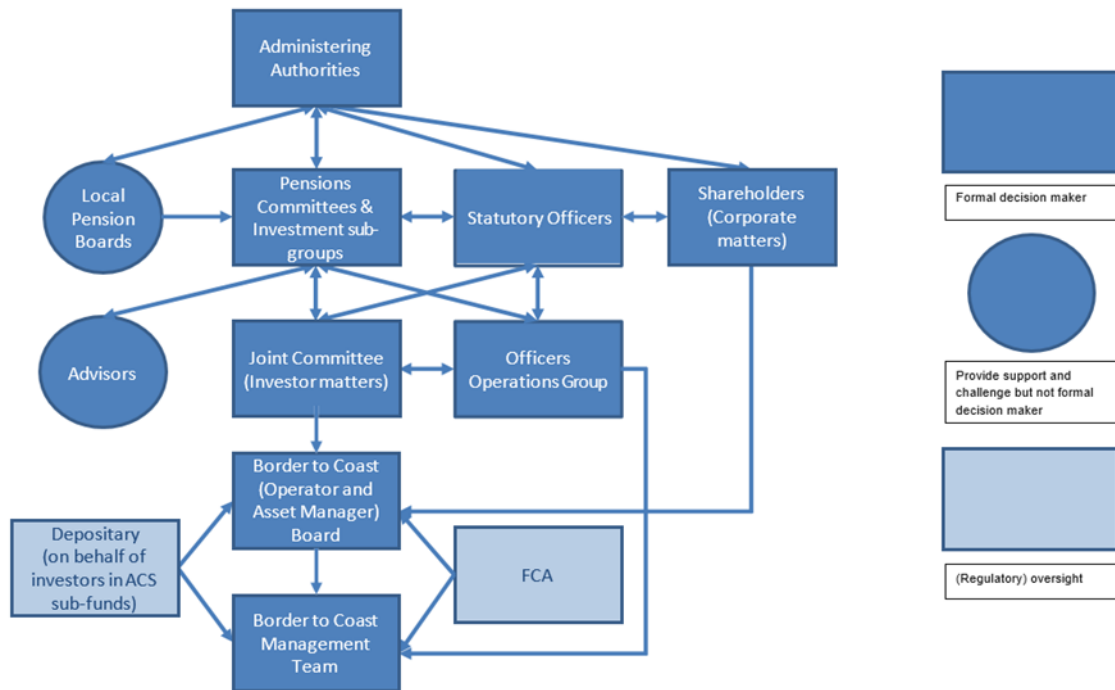 Administering
Authorities
Local
Pension
Boards
Pensions
Committees &
Investment sub-
groups
Statutory Officers
Shareholders
(Corporate
matters)
Formal decision maker
Advisors
Joint Committee
(Investor matters)
Officers
Operations Group
Provide support and
challenge but not formal
decision maker
Border to Coast
(Operator and
Asset Manager)
Board
Depositary
(on behalf of
investors in ACS
sub-funds)
FCA
(Regulatory) oversight
Border to Coast
Management
Team